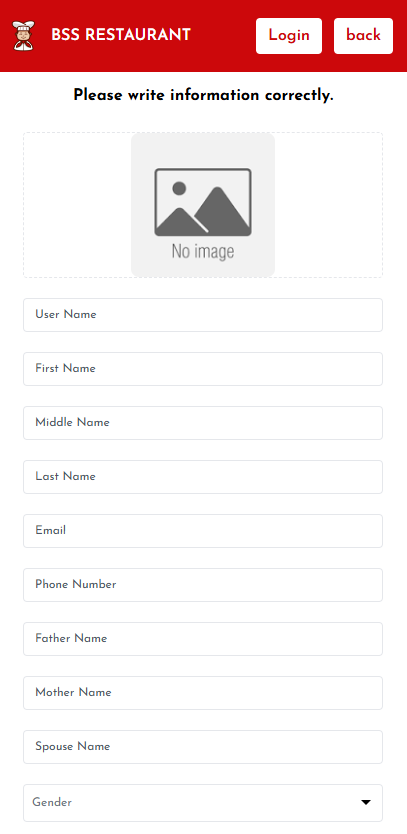 BSS RESTAURANT
Login
back
Please write information correctly.
No image
User Name
First Name
Middle Name
Last Name
Email
Phone Number
Father Name
Mother Name
Spouse Name
Gender